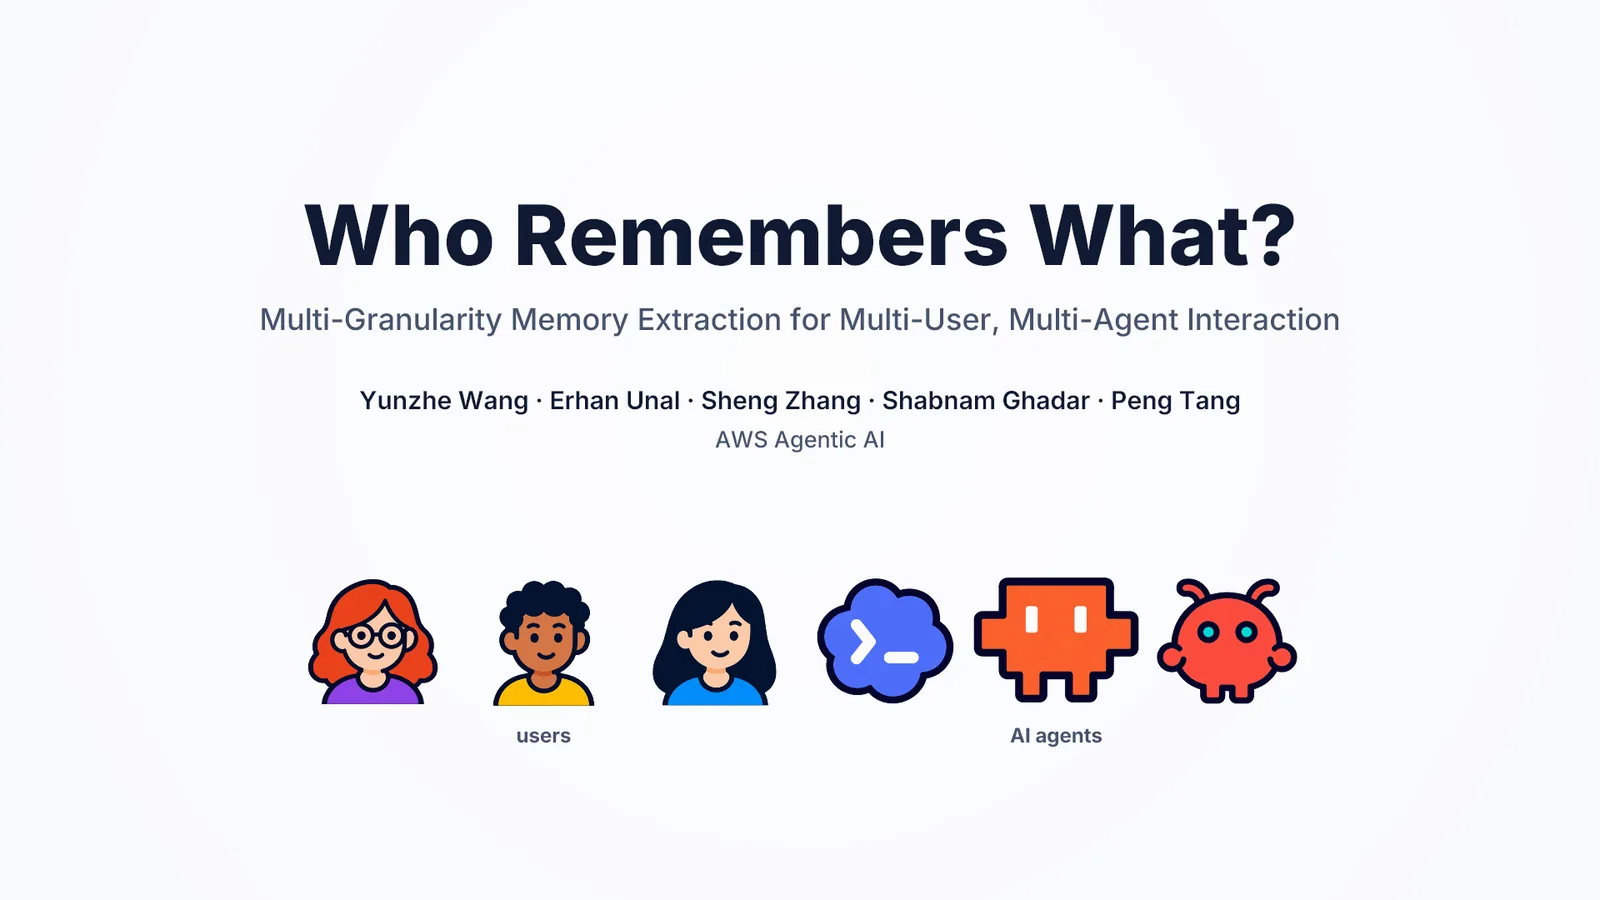 Who Remembers What?
Multi-Granularity Memory Extraction for Multi-User, Multi-Agent Interaction
Yunzhe Wang · Erhan Unal · Sheng Zhang · Shabnam Ghadar · Peng Tang
AWS Agentic AI
users
AI agents